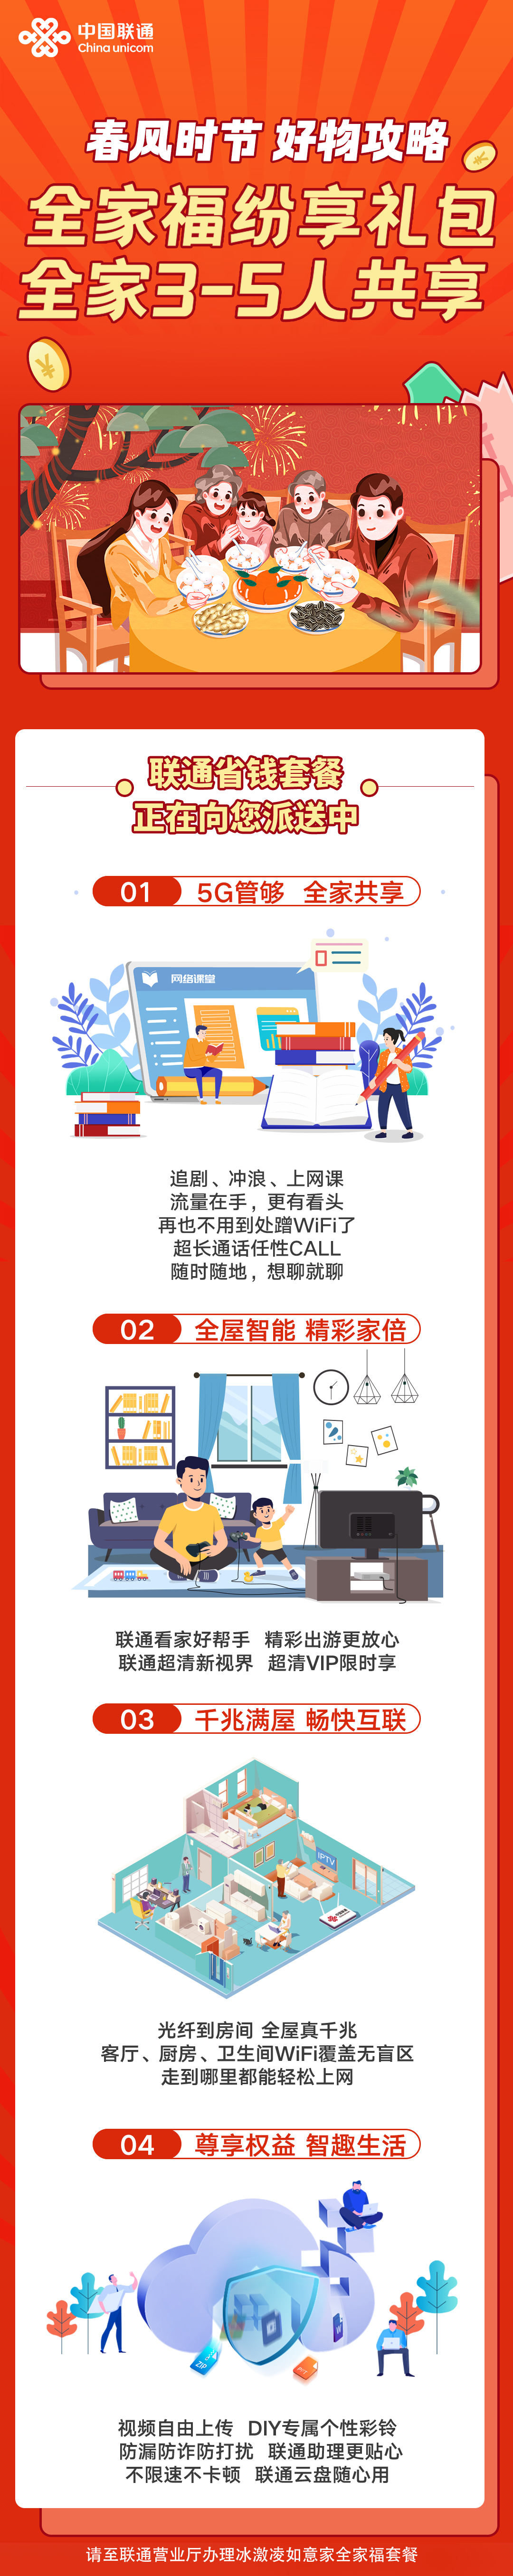 中国联通
China unicom
春风时节 好物攻略
全家福纷享礼包
全家3-5人共享
联通省钱套餐
正在向您派送中
01 5G管够 全家共享
网络课堂
追剧、冲浪、上网课
流量在手，更有看头
再也不用到处蹭WiFi了
超长通话任性CALL
随时随地，想聊就聊
02 全屋智能 精彩家倍
联通看家好帮手 精彩出游更放心
联通超清新视界 超清VIP限时享
03 千兆满屋 畅快互联
IPTV
光纤到房间 全屋真千兆
客厅、厨房、卫生间WiFi覆盖无盲区
走到哪里都能轻松上网
04 尊享权益 智趣生活
W
ZIP
视频自由上传 DIY专属个性彩铃
防漏防诈防打扰 联通助理更贴心
不限速不卡顿 联通云盘随心用
请至联通营业厅办理冰激凌如意家全家福套餐